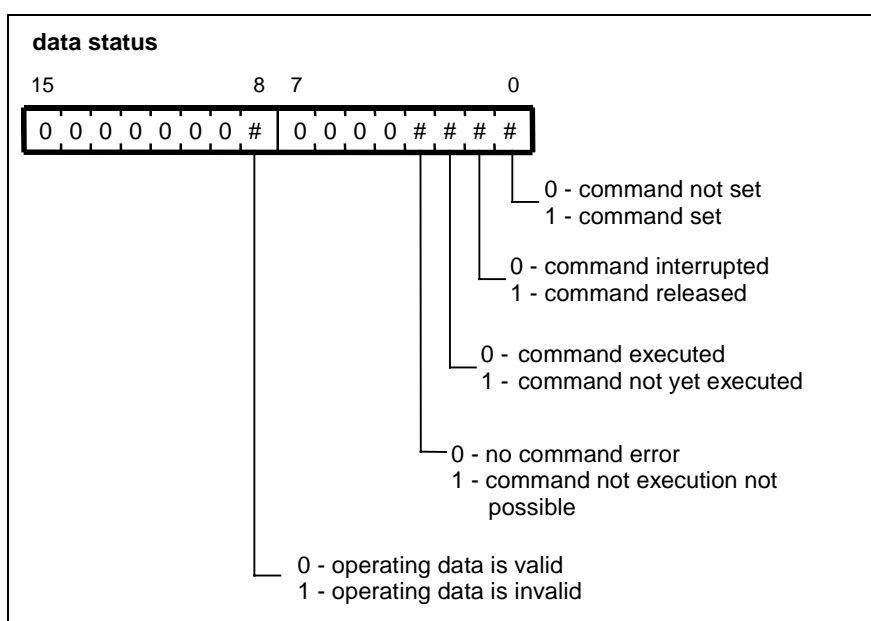 data status
15 8 7 0
0 0 0 0 0 0 0 # 0 0 0 0 # # # #
0 - command not set
1 - command set
0 - command interrupted
1 - command released
0 - command executed
1 - command not yet executed
0 - no command error
1 - command not execution not
possible
0 - operating data is valid
1 - operating data is invalid